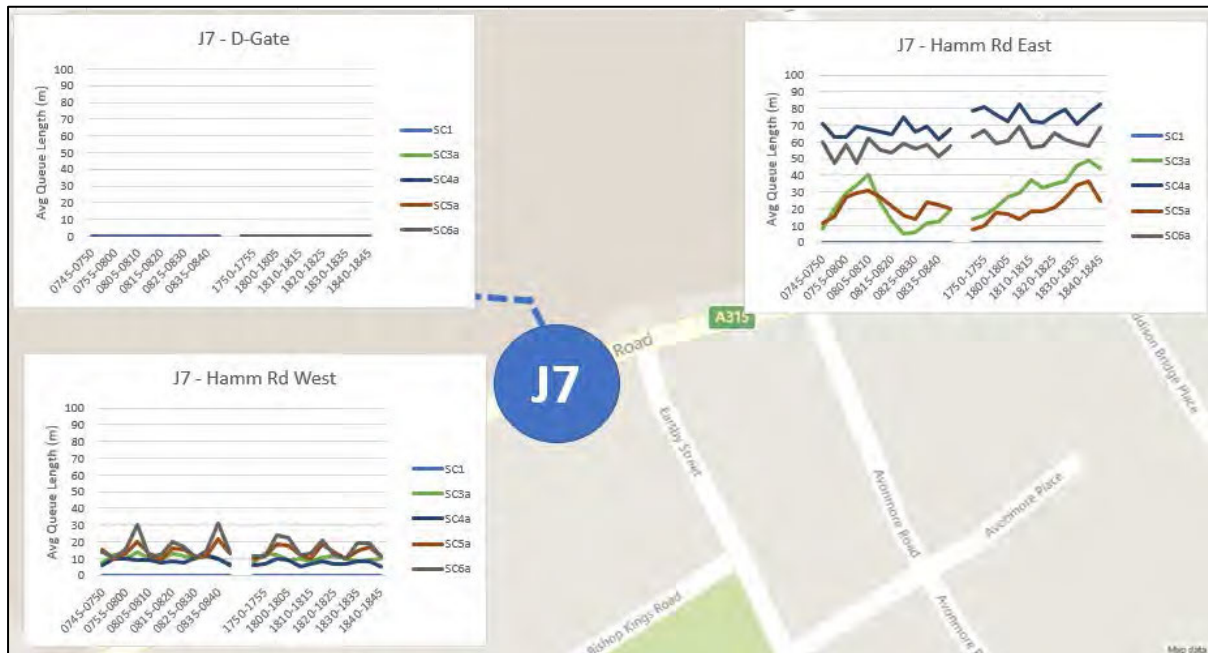 J7 - D-Gate
Avg Queue Length (m)
100
90
80
70
60
50
40
30
20
10
0
0745-0750
0755-0800
0805-0810
0815-0820
0825-0830
0835-0840
1750-1755
1800-1805
1810-1815
1820-1825
1830-1835
1840-1845
SC1
SC3a
SC4a
SC5a
SC6a
J7 - Hamm Rd East
Avg Queue Length (m)
100
90
80
70
60
50
40
30
20
10
0
0745-0750
0755-0800
0805-0810
0815-0820
0825-0830
0835-0840
1750-1755
1800-1805
1810-1815
1820-1825
1830-1835
1840-1845
SC1
SC3a
SC4a
SC5a
SC6a
A315
Road
J7
J7 - Hamm Rd West
Avg Queue Length (m)
100
90
80
70
60
50
40
30
20
10
0
0745-0750
0755-0800
0805-0810
0815-0820
0825-0830
0835-0840
1750-1755
1800-1805
1810-1815
1820-1825
1830-1835
1840-1845
SC1
SC3a
SC4a
SC5a
SC6a
Earsby Street
Avonmore Road
Avonmore Place
ddison Bridge Place
Bishop Kings Road
Avonmore
Map data